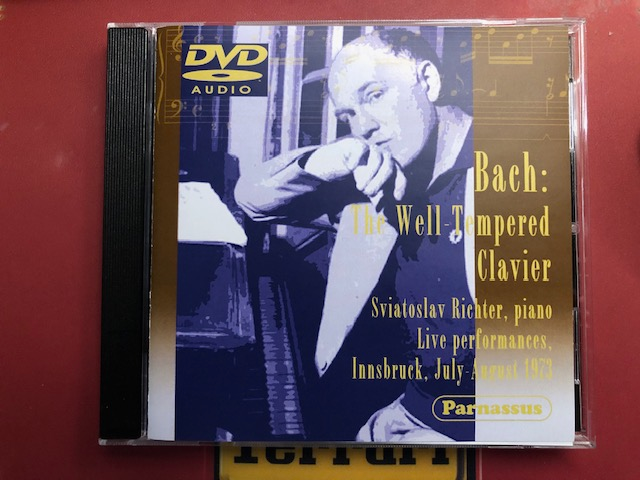 DVD
AUDIO
Bach:
The Well-Tempered
Clavier
Sviatoslav Richter, piano
Live performances,
Innsbruck, July-August 1973
Parnassus